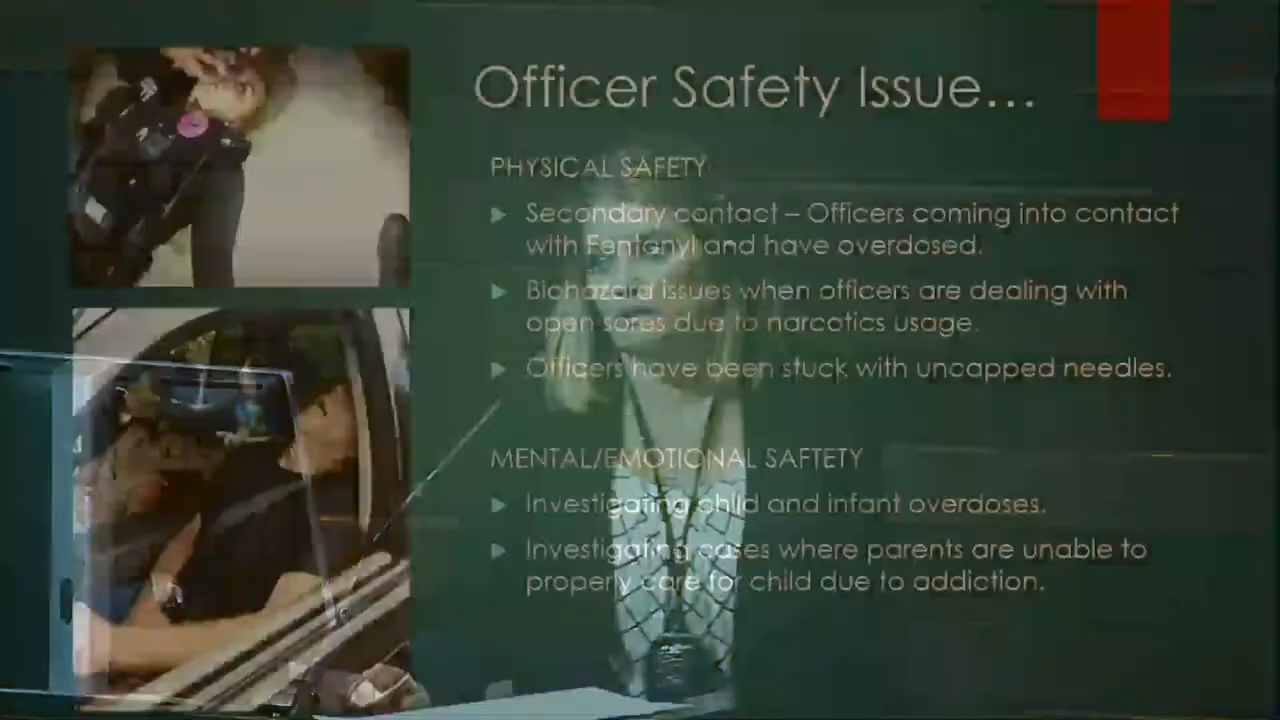 Officer Safety Issue...
PHYSICAL SAFETY
Secondary contact – Officers coming into contact
with Fentanyl and have overdosed.
Biohazard issues when officers are dealing with
open sores due to narcotics usage.
Officers have been stuck with uncapped needles.
MENTAL/EMOTIONAL SAFTETY
Investigating child and infant overdoses.
Investigating cases where parents are unable to
properly care for child due to addiction.